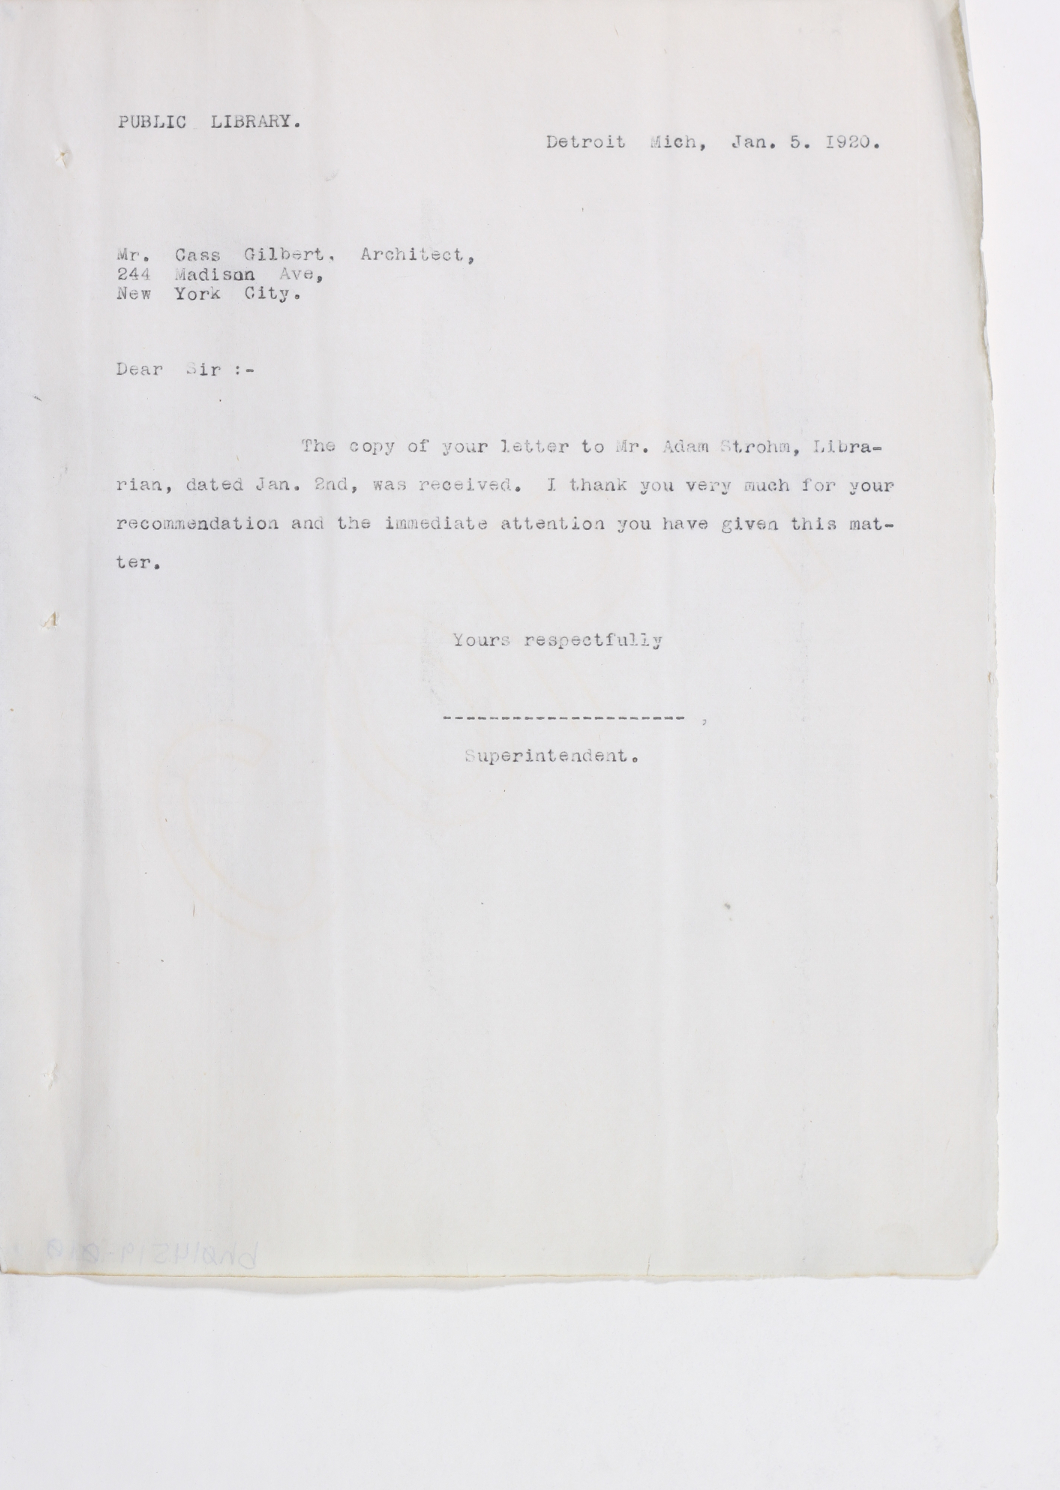 PUBLIC LIBRARY.
Detroit Mich, Jan. 5. I920.
Mr. Cass Gilbert, Architect,
244 Madison Ave,
New York City.
Dear Sir :-
The copy of your letter to Mr. Adam Strohm, Libra-
rian, dated Jan. 2nd, was received. I thank you very much for your
recommendation and the immediate attention you have given this mat-
ter.
Yours respectfully
--------------------- ,
Superintendent.